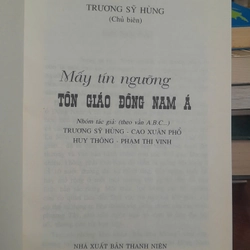 TRƯƠNG SỸ HÙNG
(Chủ biên)
Mấy tín ngưỡng
TÔN GIÁO ĐÔNG NAM Á
Nhóm tác giả: (theo vần A.B.C...)
TRƯƠNG SỸ HÙNG - CAO XUÂN PHỔ
HUY THÔNG - PHẠM THỊ VINH
NHÀ XUẤT BẢN THANH NIÊN